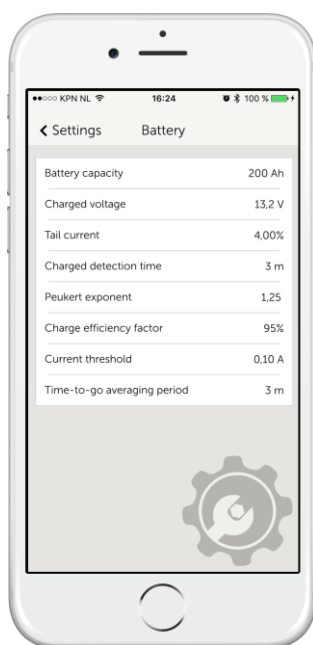 KPN NL 16:24 100 %
Settings Battery
Battery capacity 200 Ah
Charged voltage 13,2 V
Tail current 4,00%
Charged detection time 3 m
Peukert exponent 1,25
Charge efficiency factor 95%
Current threshold 0,10 A
Time-to-go averaging period 3 m